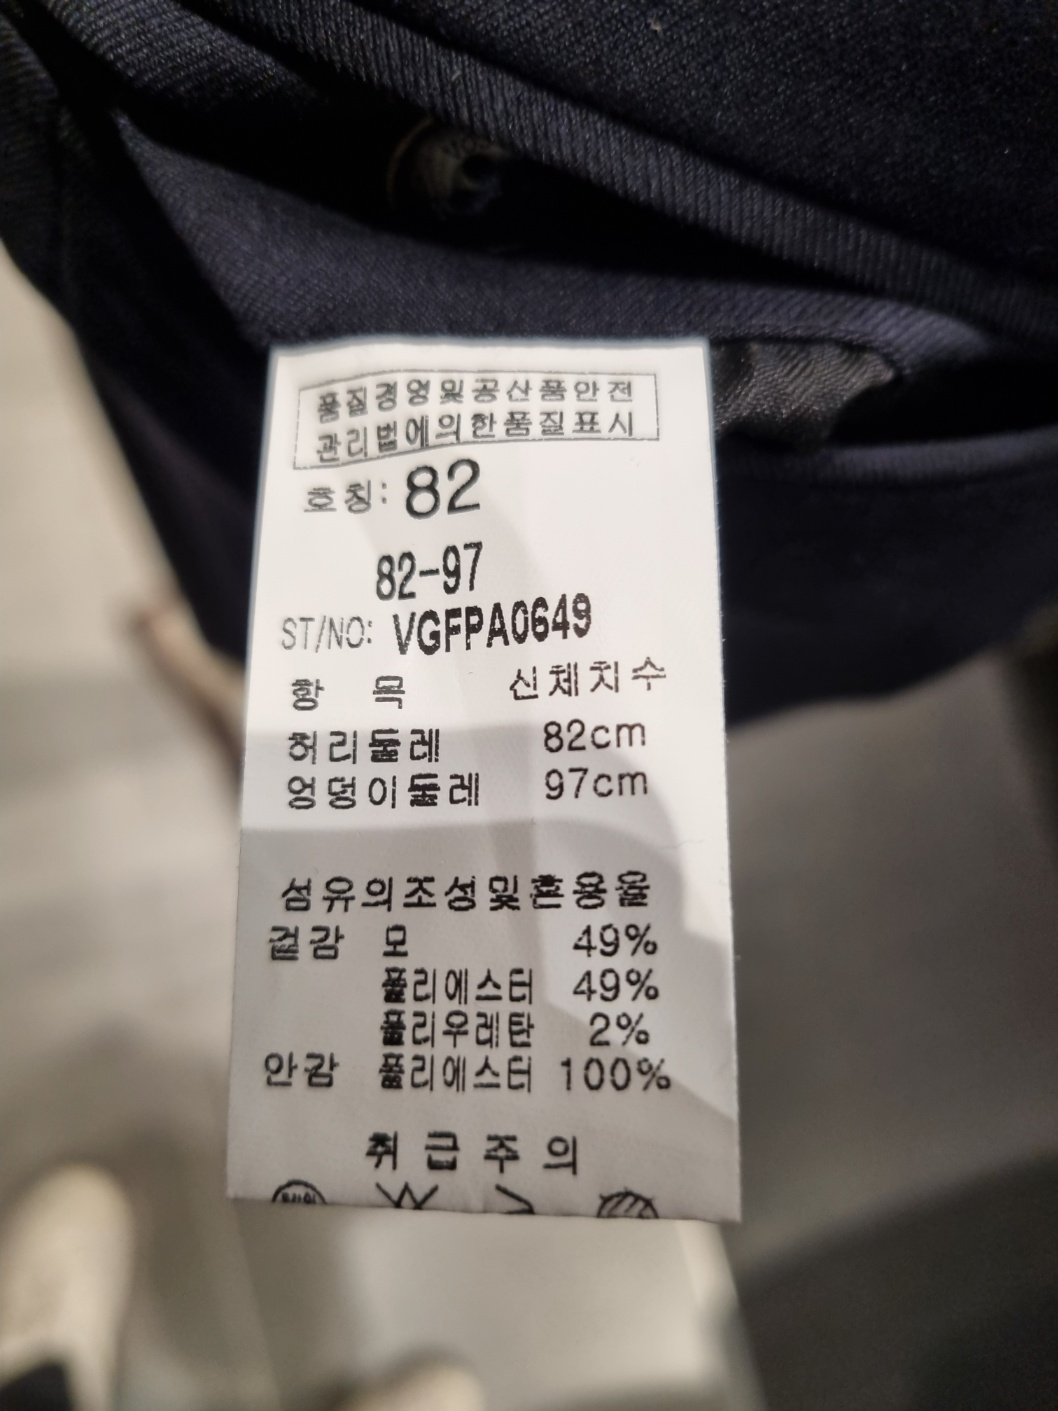 품질경영및공산품안전
관리법에의한품질표시
호칭: 82
82-97
ST/NO: VGFPA0649
항 목 신체치수
허리둘레 82cm
엉덩이둘레 97cm
섬유의조성및혼용율
겉감 모 49%
폴리에스터 49%
폴리우레탄 2%
안감 폴리에스터 100%
취급주의